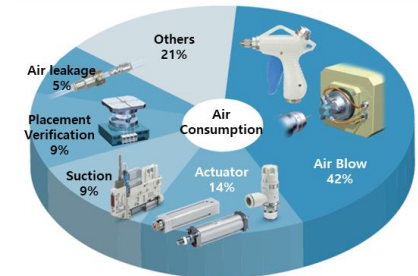 Others
21%
Air leakage
5%
Placement
Verification
9%
Suction
9%
Air
Consumption
Actuator
14%
Air Blow
42%